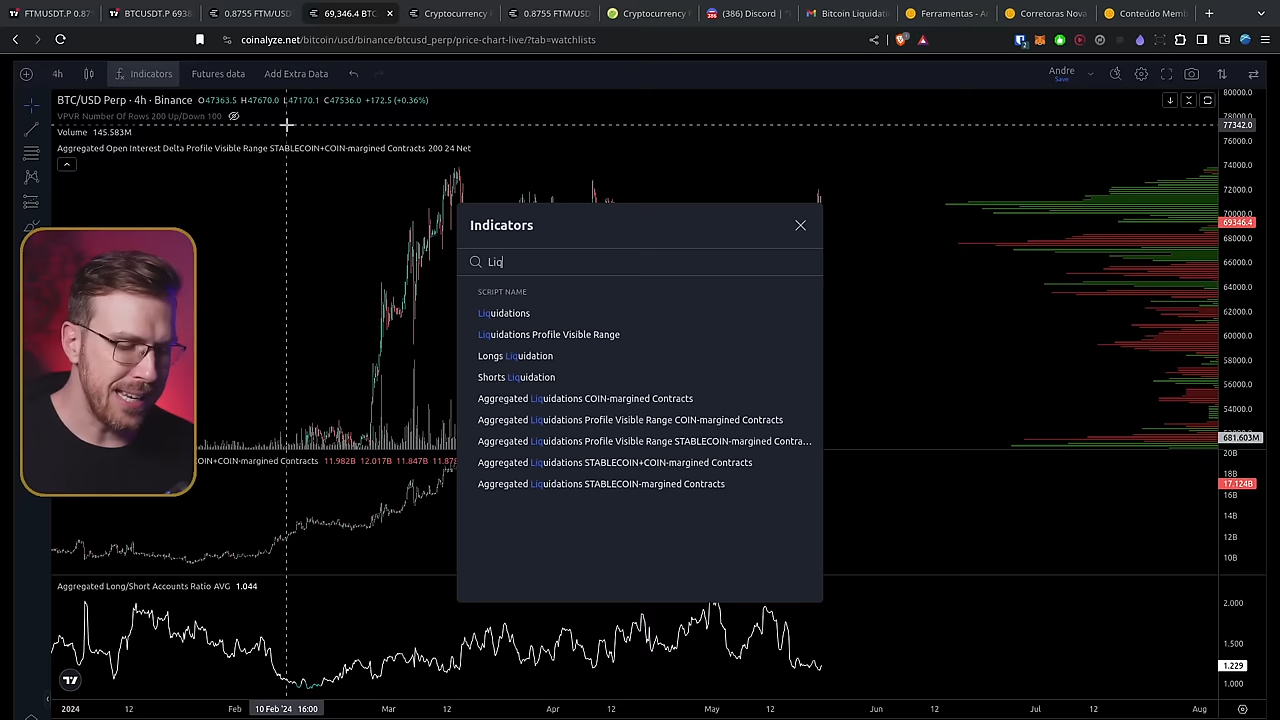 FTMUSDT.P 0.87
BTCUSDT.P 6938
0.8755 FTM/USD
69,346.4 BTC
Cryptocurrency
0.8755 FTM/USD
Cryptocurrency
(386) Discord |
Bitcoin Liquidati
Ferramentas - A
Corretoras Nova
Conteúdo Memb
coinalyze.net/bitcoin/usd/binance/btcusd_perp/price-chart-live/?tab=watchlists
4h
Indicators
Futures data
Add Extra Data
Andre
Save
BTC/USD Perp · 4h · Binance O47363.5 H47670.0 L47170.1 C47536.0 +172.5 (+0.36%)
VPVR Number Of Rows 200 Up/Down 100
Volume 145.583M
Aggregated Open Interest Delta Profile Visible Range STABLECOIN+COIN-margined Contracts 200 24 Net
Indicators
Liq
SCRIPT NAME
Liquidations
Liquidations Profile Visible Range
Longs Liquidation
Shorts Liquidation
Aggregated Liquidations COIN-margined Contracts
Aggregated Liquidations Profile Visible Range COIN-margined Contracts
Aggregated Liquidations Profile Visible Range STABLECOIN-margined Contra...
Aggregated Liquidations STABLECOIN+COIN-margined Contracts
Aggregated Liquidations STABLECOIN-margined Contracts
80000.0
77342.0
76000.0
74000.0
72000.0
70000.0
69346.4
68000.0
66000.0
64000.0
62000.0
60000.0
58000.0
56000.0
54000.0
681.603M
OIN+COIN-margined Contracts 11.982B 12.017B 11.847B
20B
18B
17.124B
16B
14B
12B
10B
Aggregated Long/Short Accounts Ratio AVG 1.044
2.000
1.500
1.229
1.000
2024
12
Feb
10 Feb '24 16:00
Mar
12
Apr
12
May
12
Jun
12
Jul
12
Aug